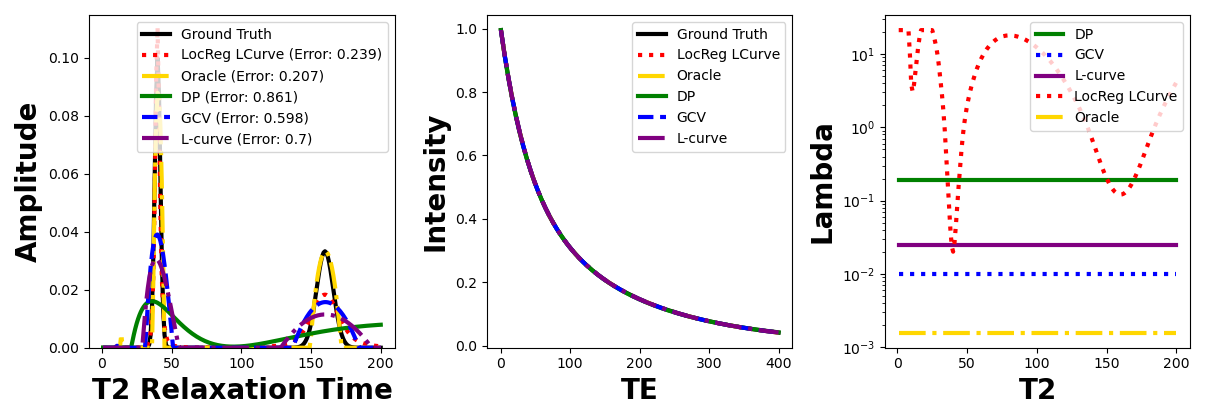 Amplitude
0.10
0.08
0.06
0.04
0.02
0.00
Ground Truth
LocReg LCurve (Error: 0.239)
Oracle (Error: 0.207)
DP (Error: 0.861)
GCV (Error: 0.598)
L-curve (Error: 0.7)
0 50 100 150 200
T2 Relaxation Time
Intensity
1.0
0.8
0.6
0.4
0.2
0.0
Ground Truth
LocReg LCurve
Oracle
DP
GCV
L-curve
0 100 200 300 400
TE
Lambda
10¹
10⁰
10⁻¹
10⁻²
10⁻³
DP
GCV
L-curve
LocReg LCurve
Oracle
0 50 100 150 200
T2